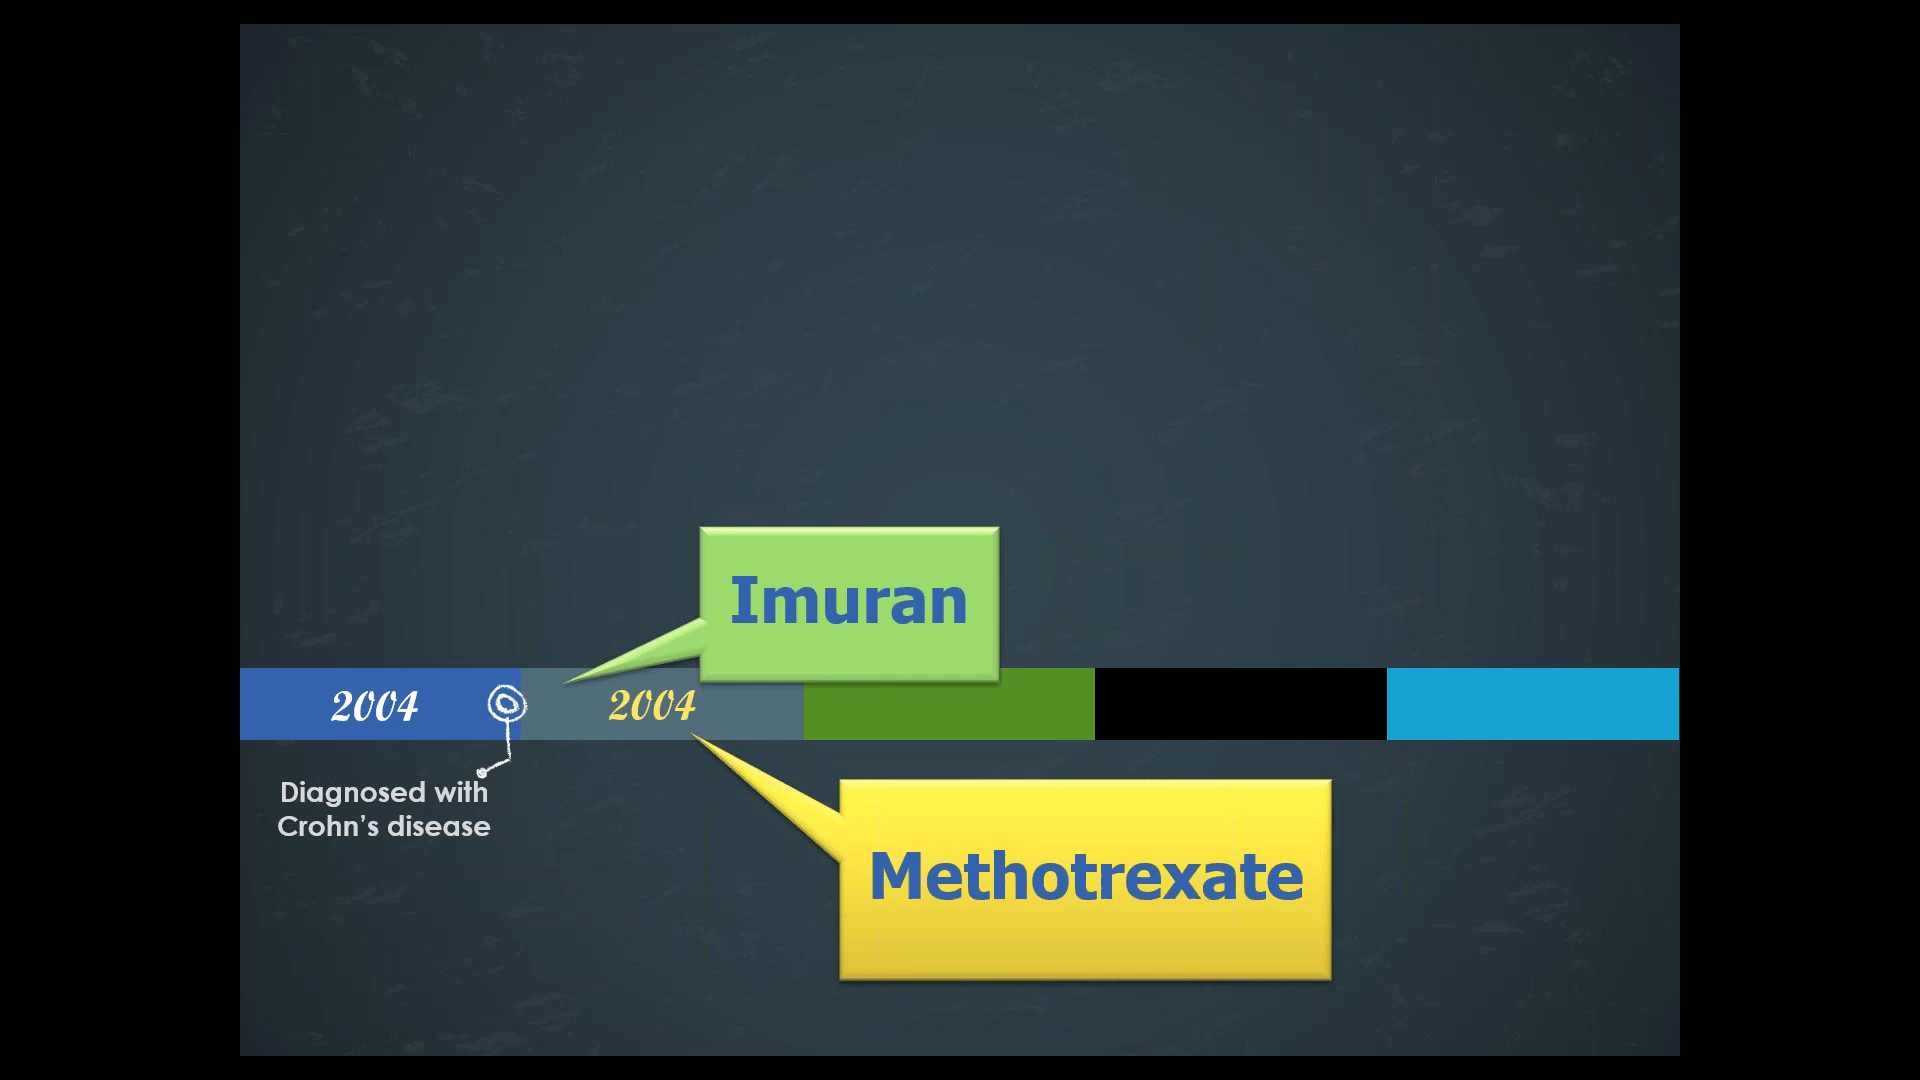 Imuran
2004
2004
Diagnosed with
Crohn’s disease
Methotrexate